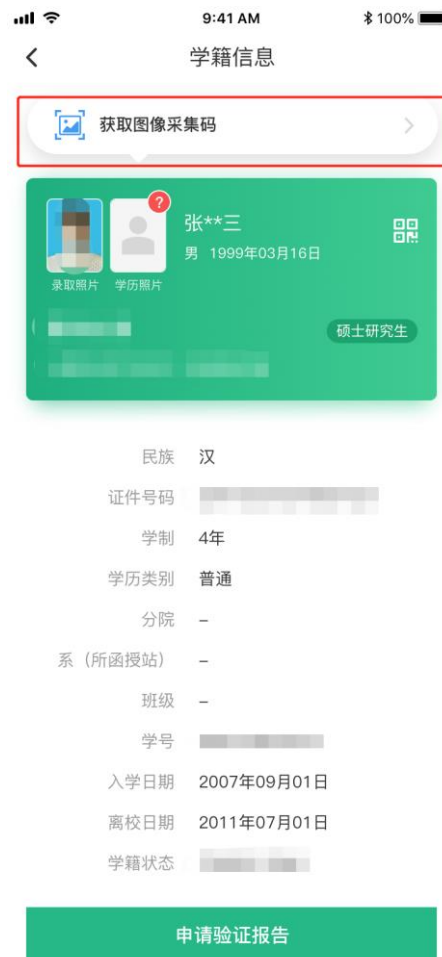 9:41 AM
100%
学籍信息
获取图像采集码
?
张**三
男 1999年03月16日
录取照片 学历照片
硕士研究生
民族 汉
证件号码
学制 4年
学历类别 普通
分院 –
系（所函授站） –
班级 –
学号
入学日期 2007年09月01日
离校日期 2011年07月01日
学籍状态
申请验证报告